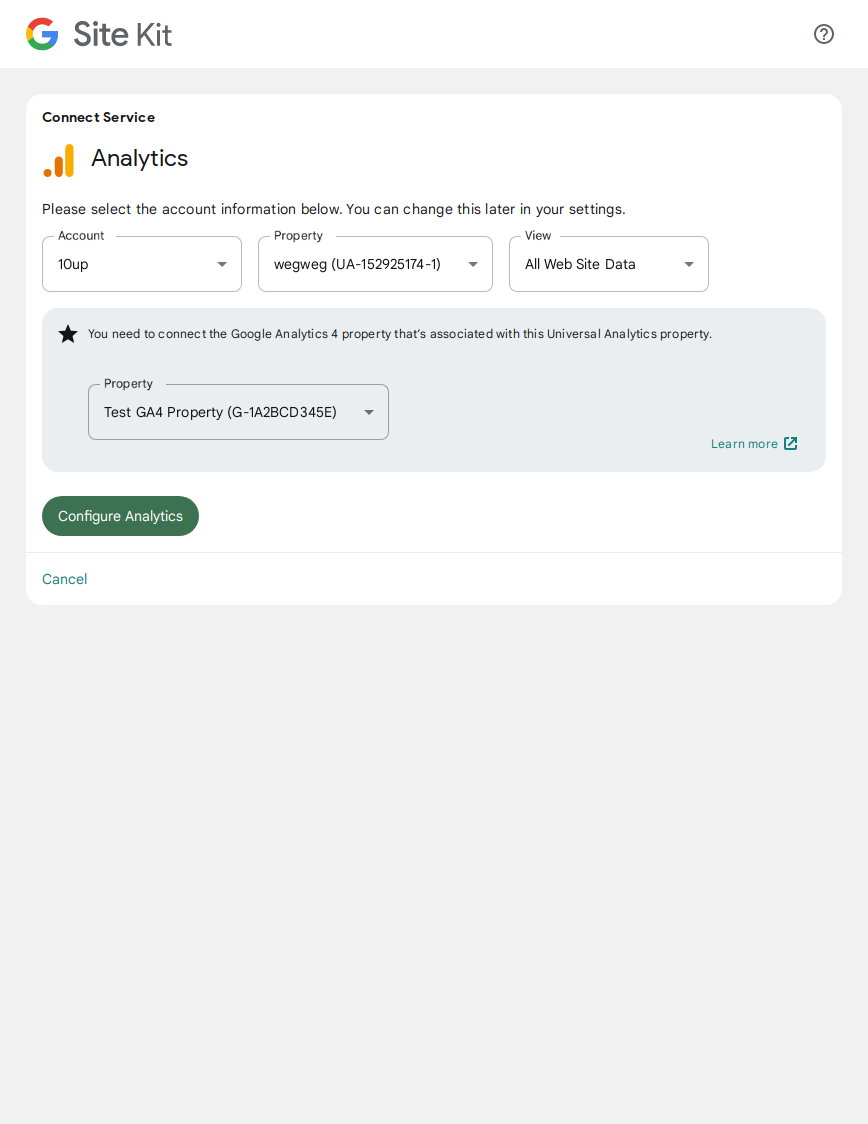 Site Kit
Connect Service
Analytics
Please select the account information below. You can change this later in your settings.
Account
10up
Property
wegweg (UA-152925174-1)
View
All Web Site Data
You need to connect the Google Analytics 4 property that's associated with this Universal Analytics property.
Property
Test GA4 Property (G-1A2BCD345E)
Learn more
Configure Analytics
Cancel